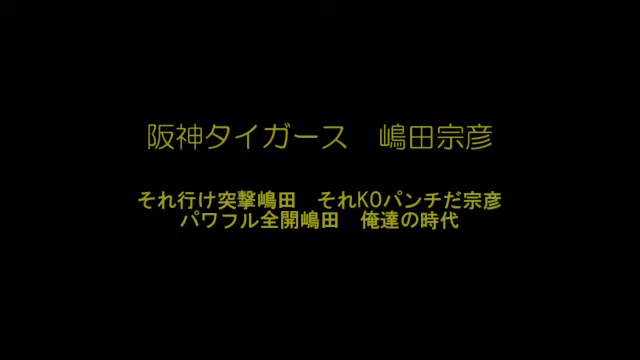 阪神タイガース　嶋田宗彦
それ行け突撃嶋田　それKOパンチだ宗彦
パワフル全開嶋田　俺達の時代